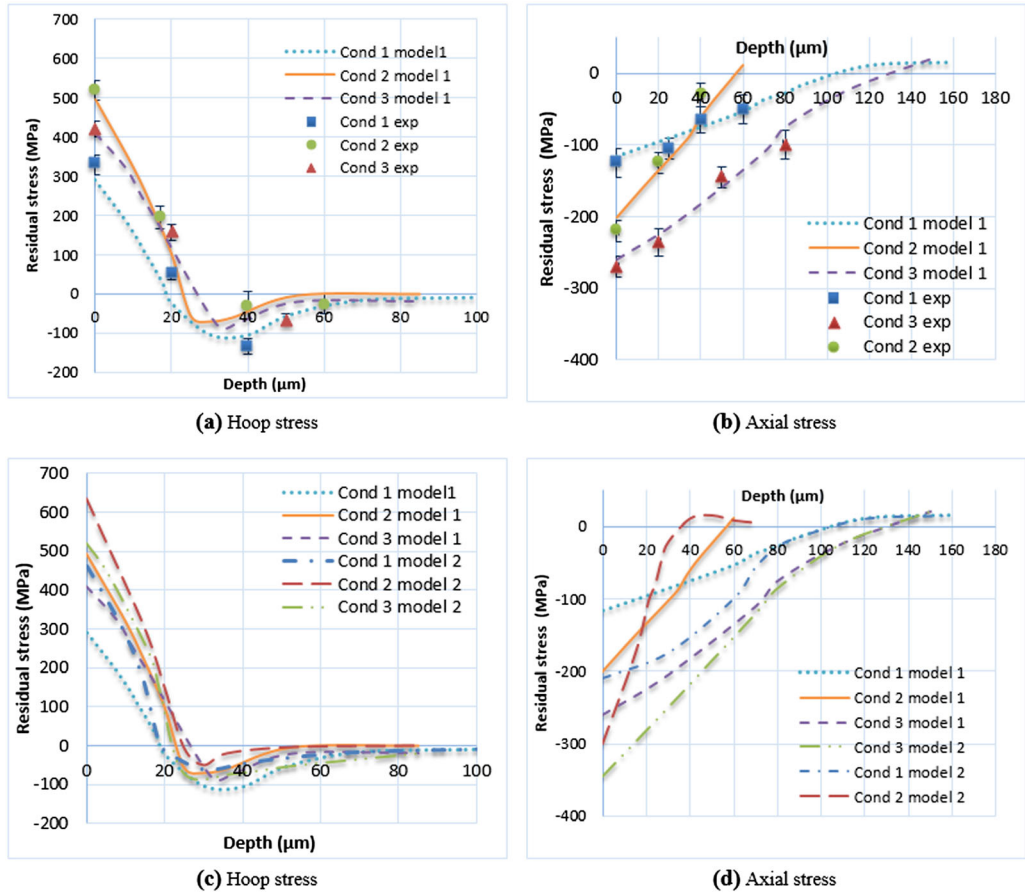 700
600
500
400
300
200
100
0
-100
-200
Residual stress (MPa)
0 20 40 60 80 100
Depth (µm)
Cond 1 model1
Cond 2 model 1
Cond 3 model 1
Cond 1 exp
Cond 2 exp
Cond 3 exp
(a) Hoop stress
Depth (µm)
0
-100
-200
-300
-400
Residual stress (MPa)
0 20 40 60 80 100 120 140 160 180
Cond 1 model 1
Cond 2 model 1
Cond 3 model 1
Cond 1 exp
Cond 3 exp
Cond 2 exp
(b) Axial stress
700
600
500
400
300
200
100
0
-100
-200
Residual stress (MPa)
0 20 40 60 80 100
Depth (µm)
Cond 1 model1
Cond 2 model 1
Cond 3 model 1
Cond 1 model 2
Cond 2 model 2
Cond 3 model 2
(c) Hoop stress
Depth (µm)
0
-100
-200
-300
-400
Residual stress (MPa)
0 20 40 60 80 100 120 140 160 180
Cond 1 model 1
Cond 2 model 1
Cond 3 model 1
Cond 3 model 2
Cond 1 model 2
Cond 2 model 2
(d) Axial stress